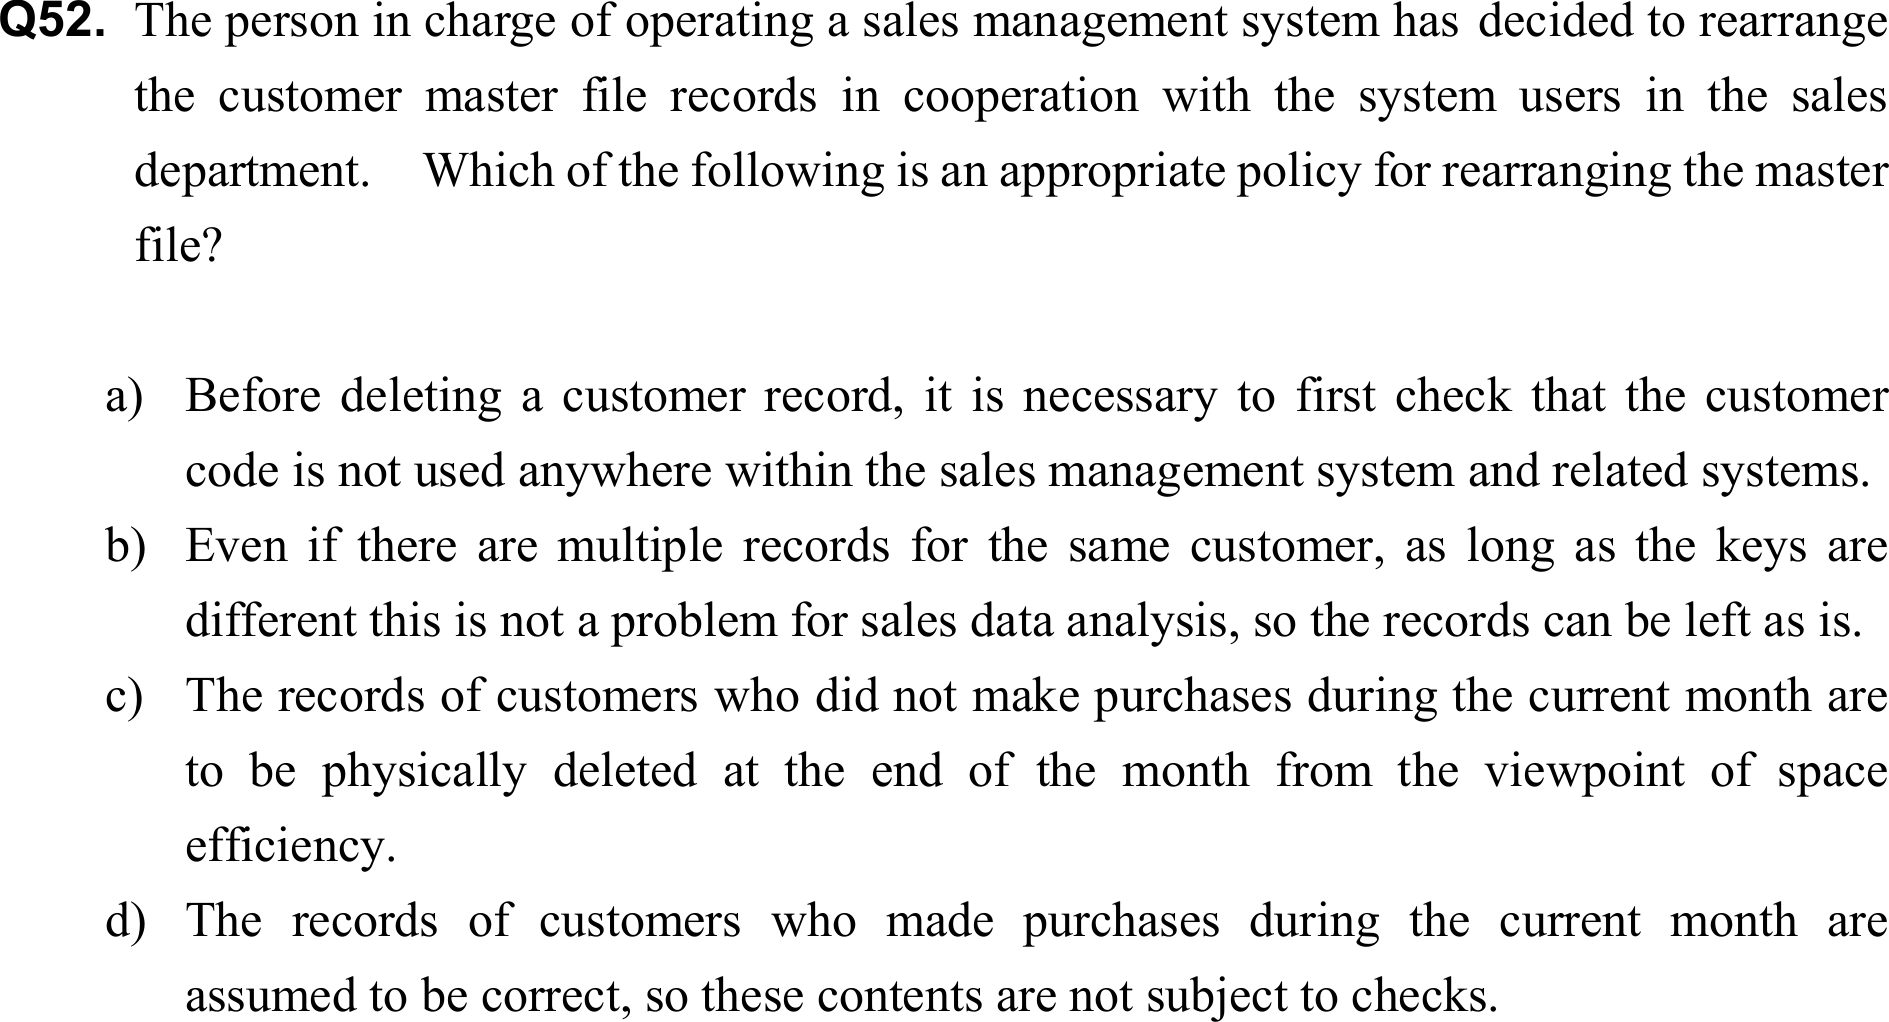 Q52. The person in charge of operating a sales management system has decided to rearrange
the customer master file records in cooperation with the system users in the sales
department. Which of the following is an appropriate policy for rearranging the master
file?
a) Before deleting a customer record, it is necessary to first check that the customer
code is not used anywhere within the sales management system and related systems.
b) Even if there are multiple records for the same customer, as long as the keys are
different this is not a problem for sales data analysis, so the records can be left as is.
c) The records of customers who did not make purchases during the current month are
to be physically deleted at the end of the month from the viewpoint of space
efficiency.
d) The records of customers who made purchases during the current month are
assumed to be correct, so these contents are not subject to checks.